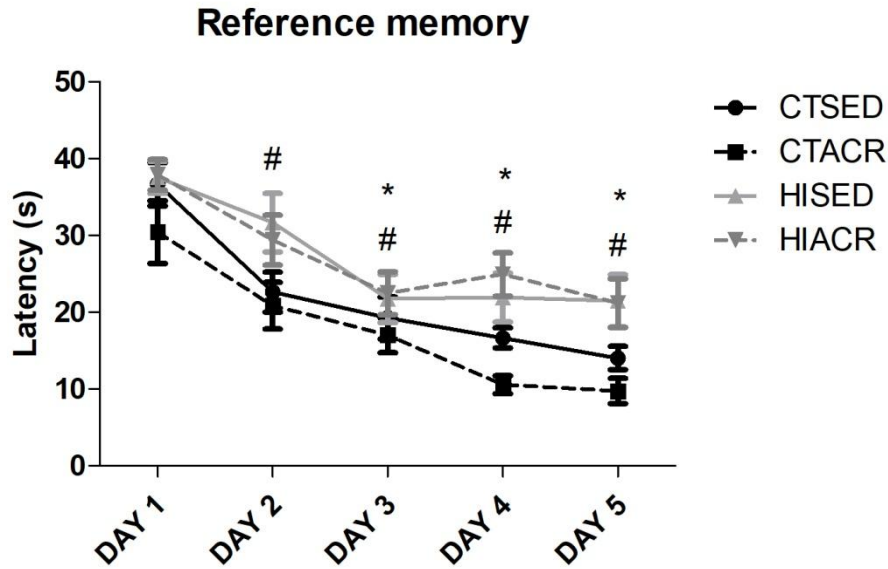 Reference memory
Latency (s)
50
40
30
20
10
0
#
*
#
*
#
*
#
DAY 1
DAY 2
DAY 3
DAY 4
DAY 5
CTSED
CTACR
HISED
HIACR